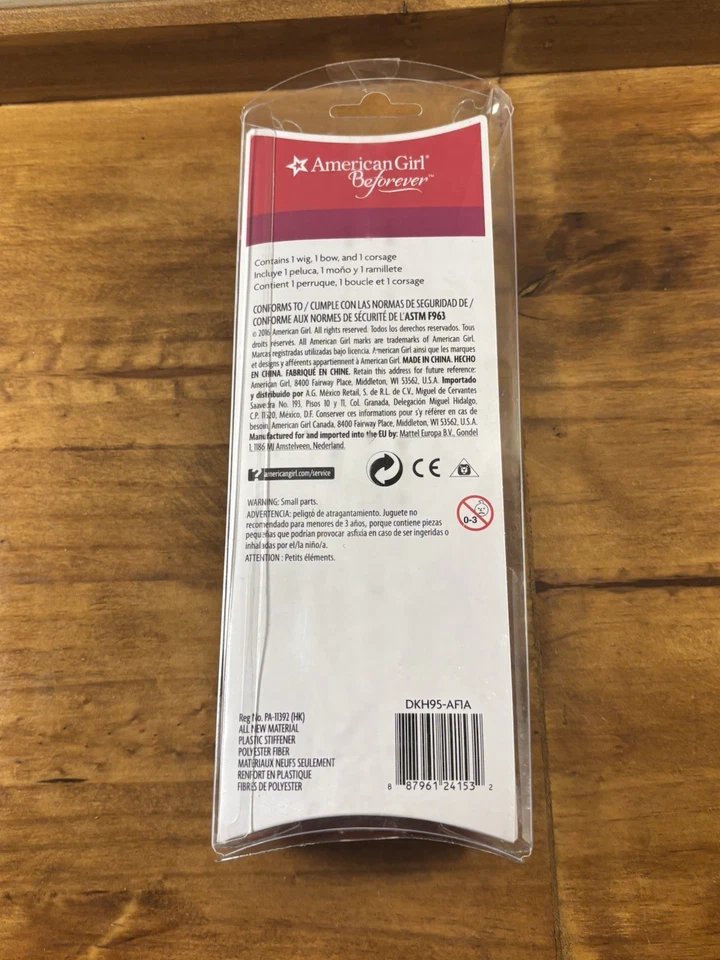 American Girl®
Beforever™
Contains 1 wig, 1 bow, and 1 corsage
Incluye 1 peluca, 1 moño y 1 ramillete
Contient 1 perruque, 1 boucle et 1 corsage
CONFORMS TO / CUMPLE CON LAS NORMAS DE SEGURIDAD DE /
CONFORME AUX NORMES DE SÉCURITÉ DE L'ASTM F963
© 2016 American Girl. All rights reserved. Todos los derechos reservados. Tous
droits réservés. All American Girl marks are trademarks of American Girl.
Marcas registradas utilizadas bajo licencia. American Girl ainsi que les marques
et designs y afférents appartiennent à American Girl. MADE IN CHINA. HECHO
EN CHINA. FABRIQUÉ EN CHINE. Retain this address for future reference:
American Girl, 8400 Fairway Place, Middleton, WI 53562, U.S.A. Importado
y distribuido por A.G. México Retail, S. de R.L. de C.V., Miguel de Cervantes
Saavedra No. 193, Pisos 10 y 11, Col. Granada, Delegación Miguel Hidalgo,
C.P. 11520, México, D.F. Conserver ces informations pour s'y référer en cas de
besoin. American Girl Canada, 8400 Fairway Place, Middleton, WI 53562, U.S.A.
Manufactured for and imported into the EU by: Mattel Europa B.V., Gondel
1, 1186 MJ Amstelveen, Nederland.
? americangirl.com/service
CE
WARNING: Small parts.
ADVERTENCIA: peligro de atragantamiento. Juguete no
recomendado para menores de 3 años, porque contiene piezas
pequeñas que podrían provocar asfixia en caso de ser ingeridas o
inhaladas por el/la niño/a.
ATTENTION : Petits éléments.
0-3
Reg No. PA-11392 (HK)
ALL NEW MATERIAL
PLASTIC STIFFENER
POLYESTER FIBER
MATÉRIAUX NEUFS SEULEMENT
RENFORT EN PLASTIQUE
FIBRES DE POLYESTER
DKH95-AF1A
8 87961 24153 2